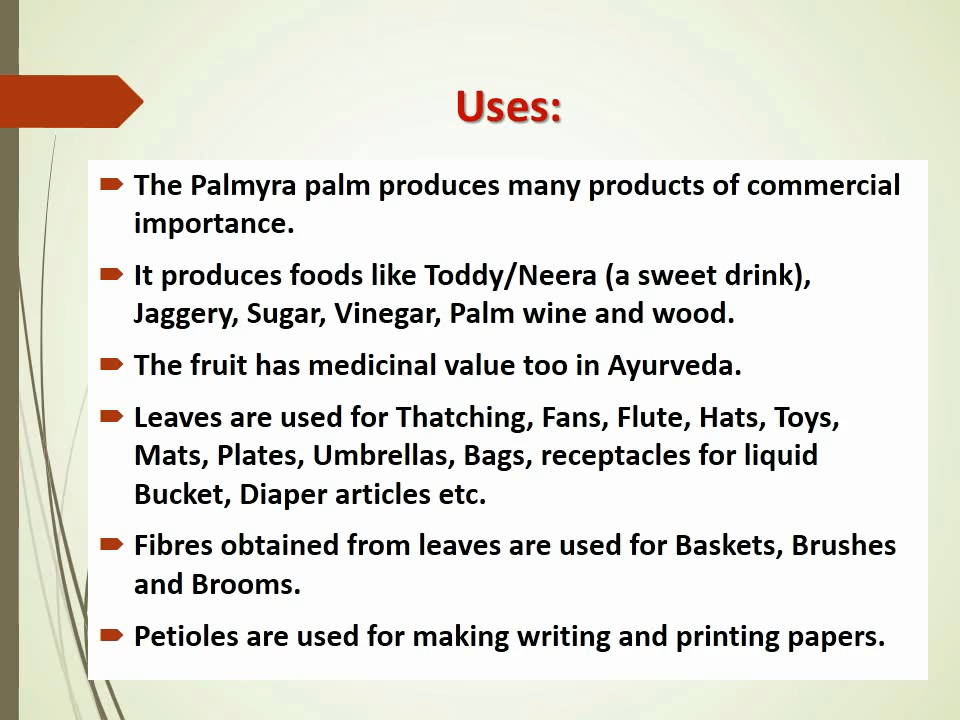 Uses:
The Palmyra palm produces many products of commercial
importance.
It produces foods like Toddy/Neera (a sweet drink),
Jaggery, Sugar, Vinegar, Palm wine and wood.
The fruit has medicinal value too in Ayurveda.
Leaves are used for Thatching, Fans, Flute, Hats, Toys,
Mats, Plates, Umbrellas, Bags, receptacles for liquid
Bucket, Diaper articles etc.
Fibres obtained from leaves are used for Baskets, Brushes
and Brooms.
Petioles are used for making writing and printing papers.